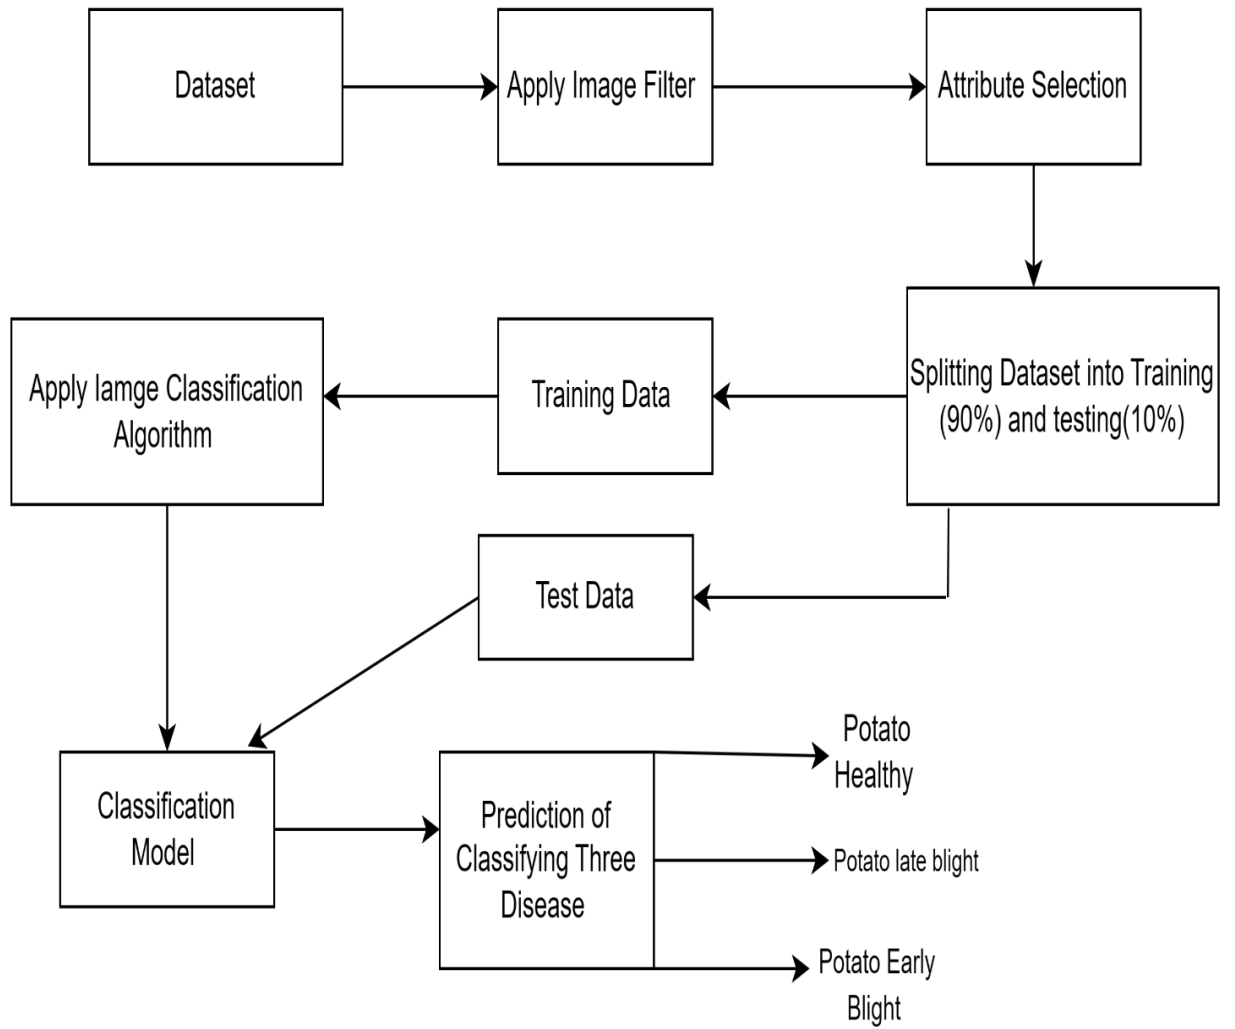 Dataset
Apply Image Filter
Attribute Selection
Apply Iamge Classification
Algorithm
Training Data
Splitting Dataset into Training
(90%) and testing(10%)
Test Data
Classification
Model
Prediction of
Classifying Three
Disease
Potato
Healthy
Potato late blight
Potato Early
Blight